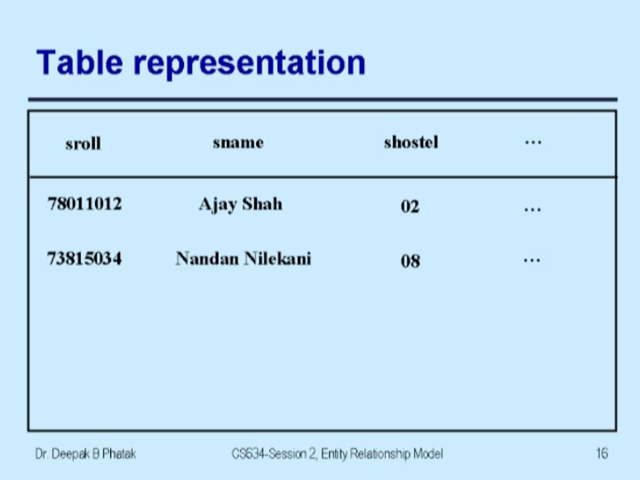 Table representation
sroll sname shostel ...
78011012 Ajay Shah 02 ...
73815034 Nandan Nilekani 08 ...
Dr. Deepak B Phatak CS634-Session 2, Entity Relationship Model 16